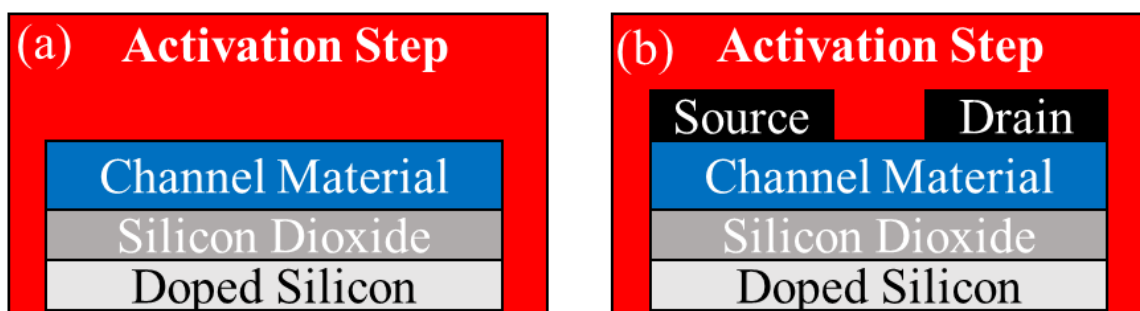 (a) Activation Step
Channel Material
Silicon Dioxide
Doped Silicon
(b) Activation Step
Source Drain
Channel Material
Silicon Dioxide
Doped Silicon